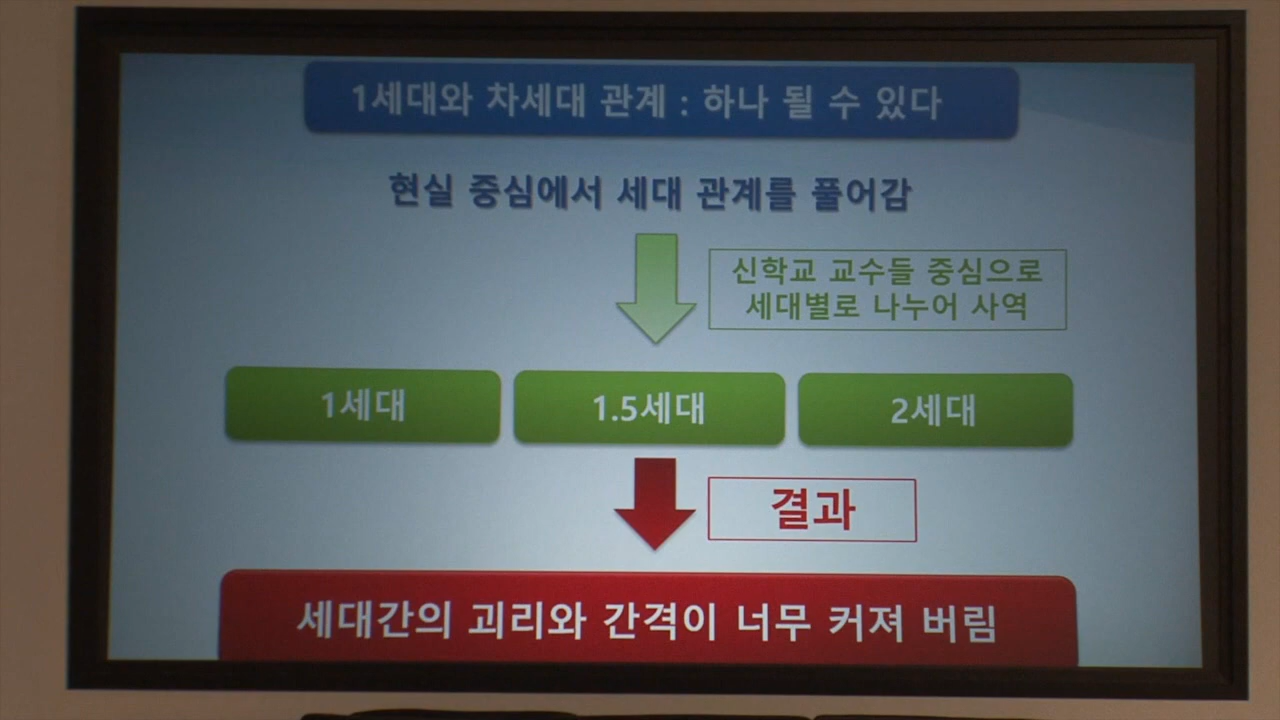 1세대와 차세대 관계 : 하나 될 수 있다
현실 중심에서 세대 관계를 풀어감
신학교 교수들 중심으로
세대별로 나누어 사역
1세대
1.5세대
2세대
결과
세대간의 괴리와 간격이 너무 커져 버림